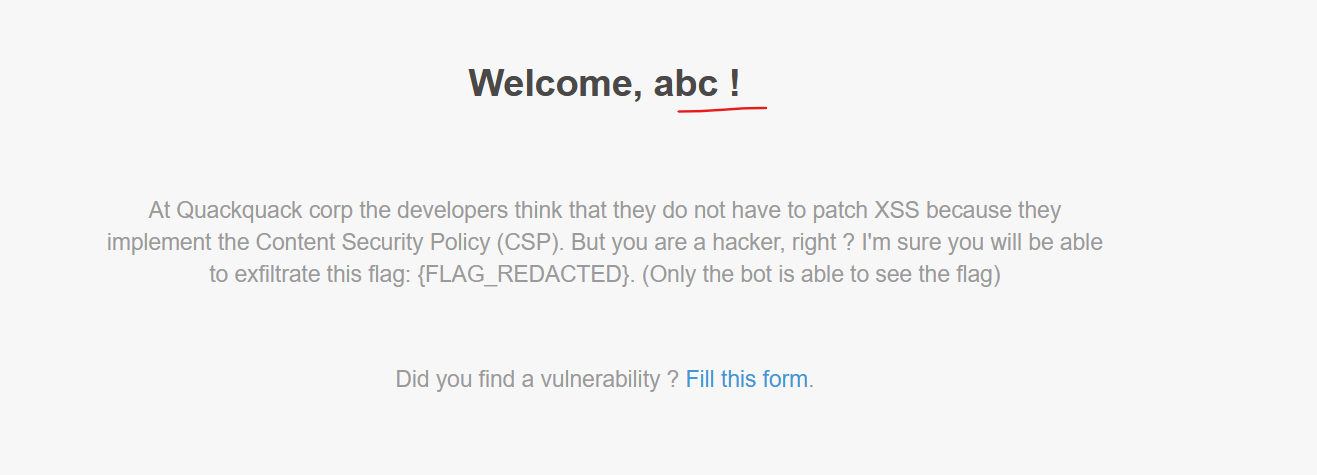 Welcome, abc !
At Quackquack corp the developers think that they do not have to patch XSS because they
implement the Content Security Policy (CSP). But you are a hacker, right ? I'm sure you will be able
to exfiltrate this flag: {FLAG_REDACTED}. (Only the bot is able to see the flag)
Did you find a vulnerability ? Fill this form.